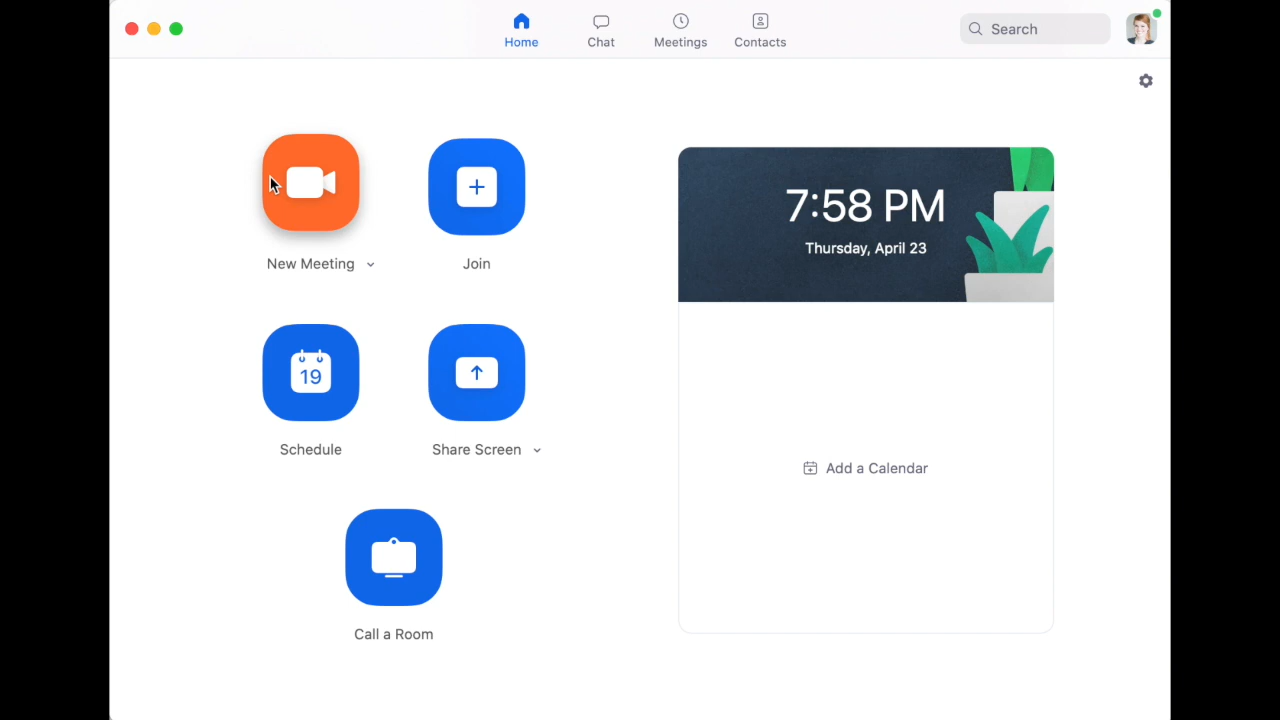 Home
Chat
Meetings
Contacts
Search
New Meeting
Join
7:58 PM
Thursday, April 23
19
Schedule
Share Screen
Add a Calendar
Call a Room